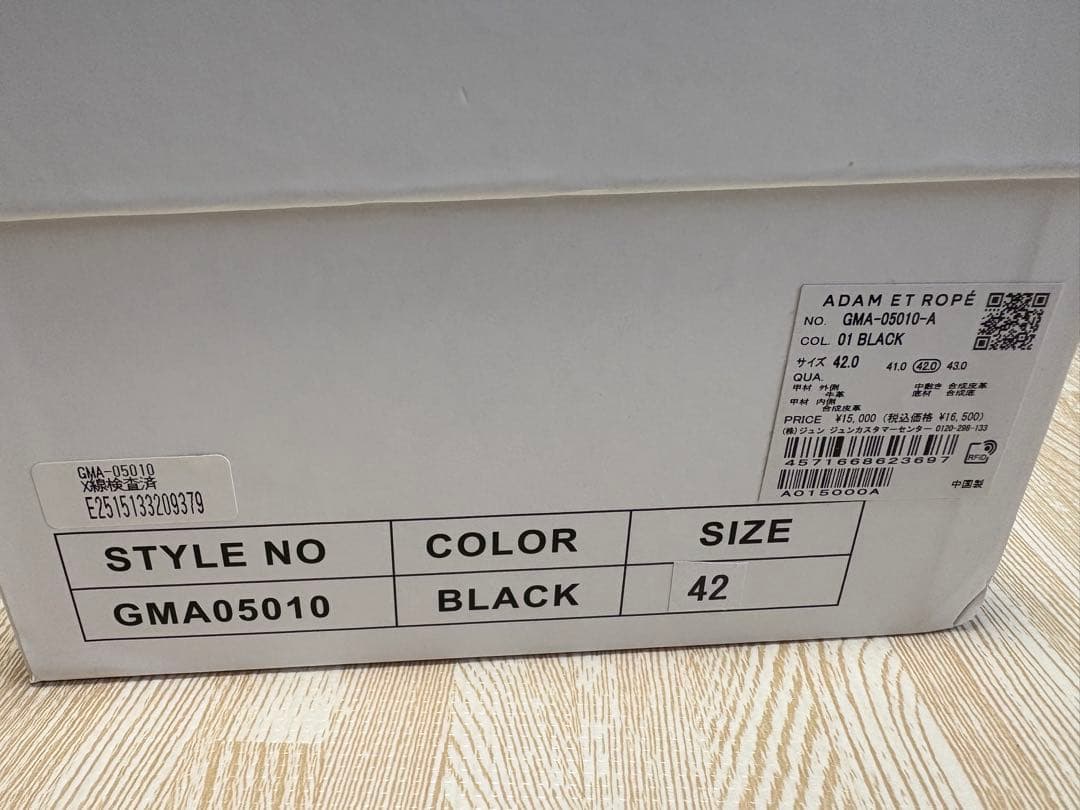 ADAM ET ROPÉ
NO. GMA-05010-A
COL. 01 BLACK
サイズ 42.0 41.0 42.0 43.0
QUA.
甲材 外側 中敷き 合成皮革
牛革 底材 合成底
甲材 内側
合成皮革
PRICE ¥15,000 (税込価格 ¥16,500)
(株)ジュン ジュンカスタマーセンター 0120-298-133
4571668623697
RFID
A015000A
中国製
GMA-05010
X線検査済
E2515133209379
STYLE NO COLOR SIZE
GMA05010 BLACK 42